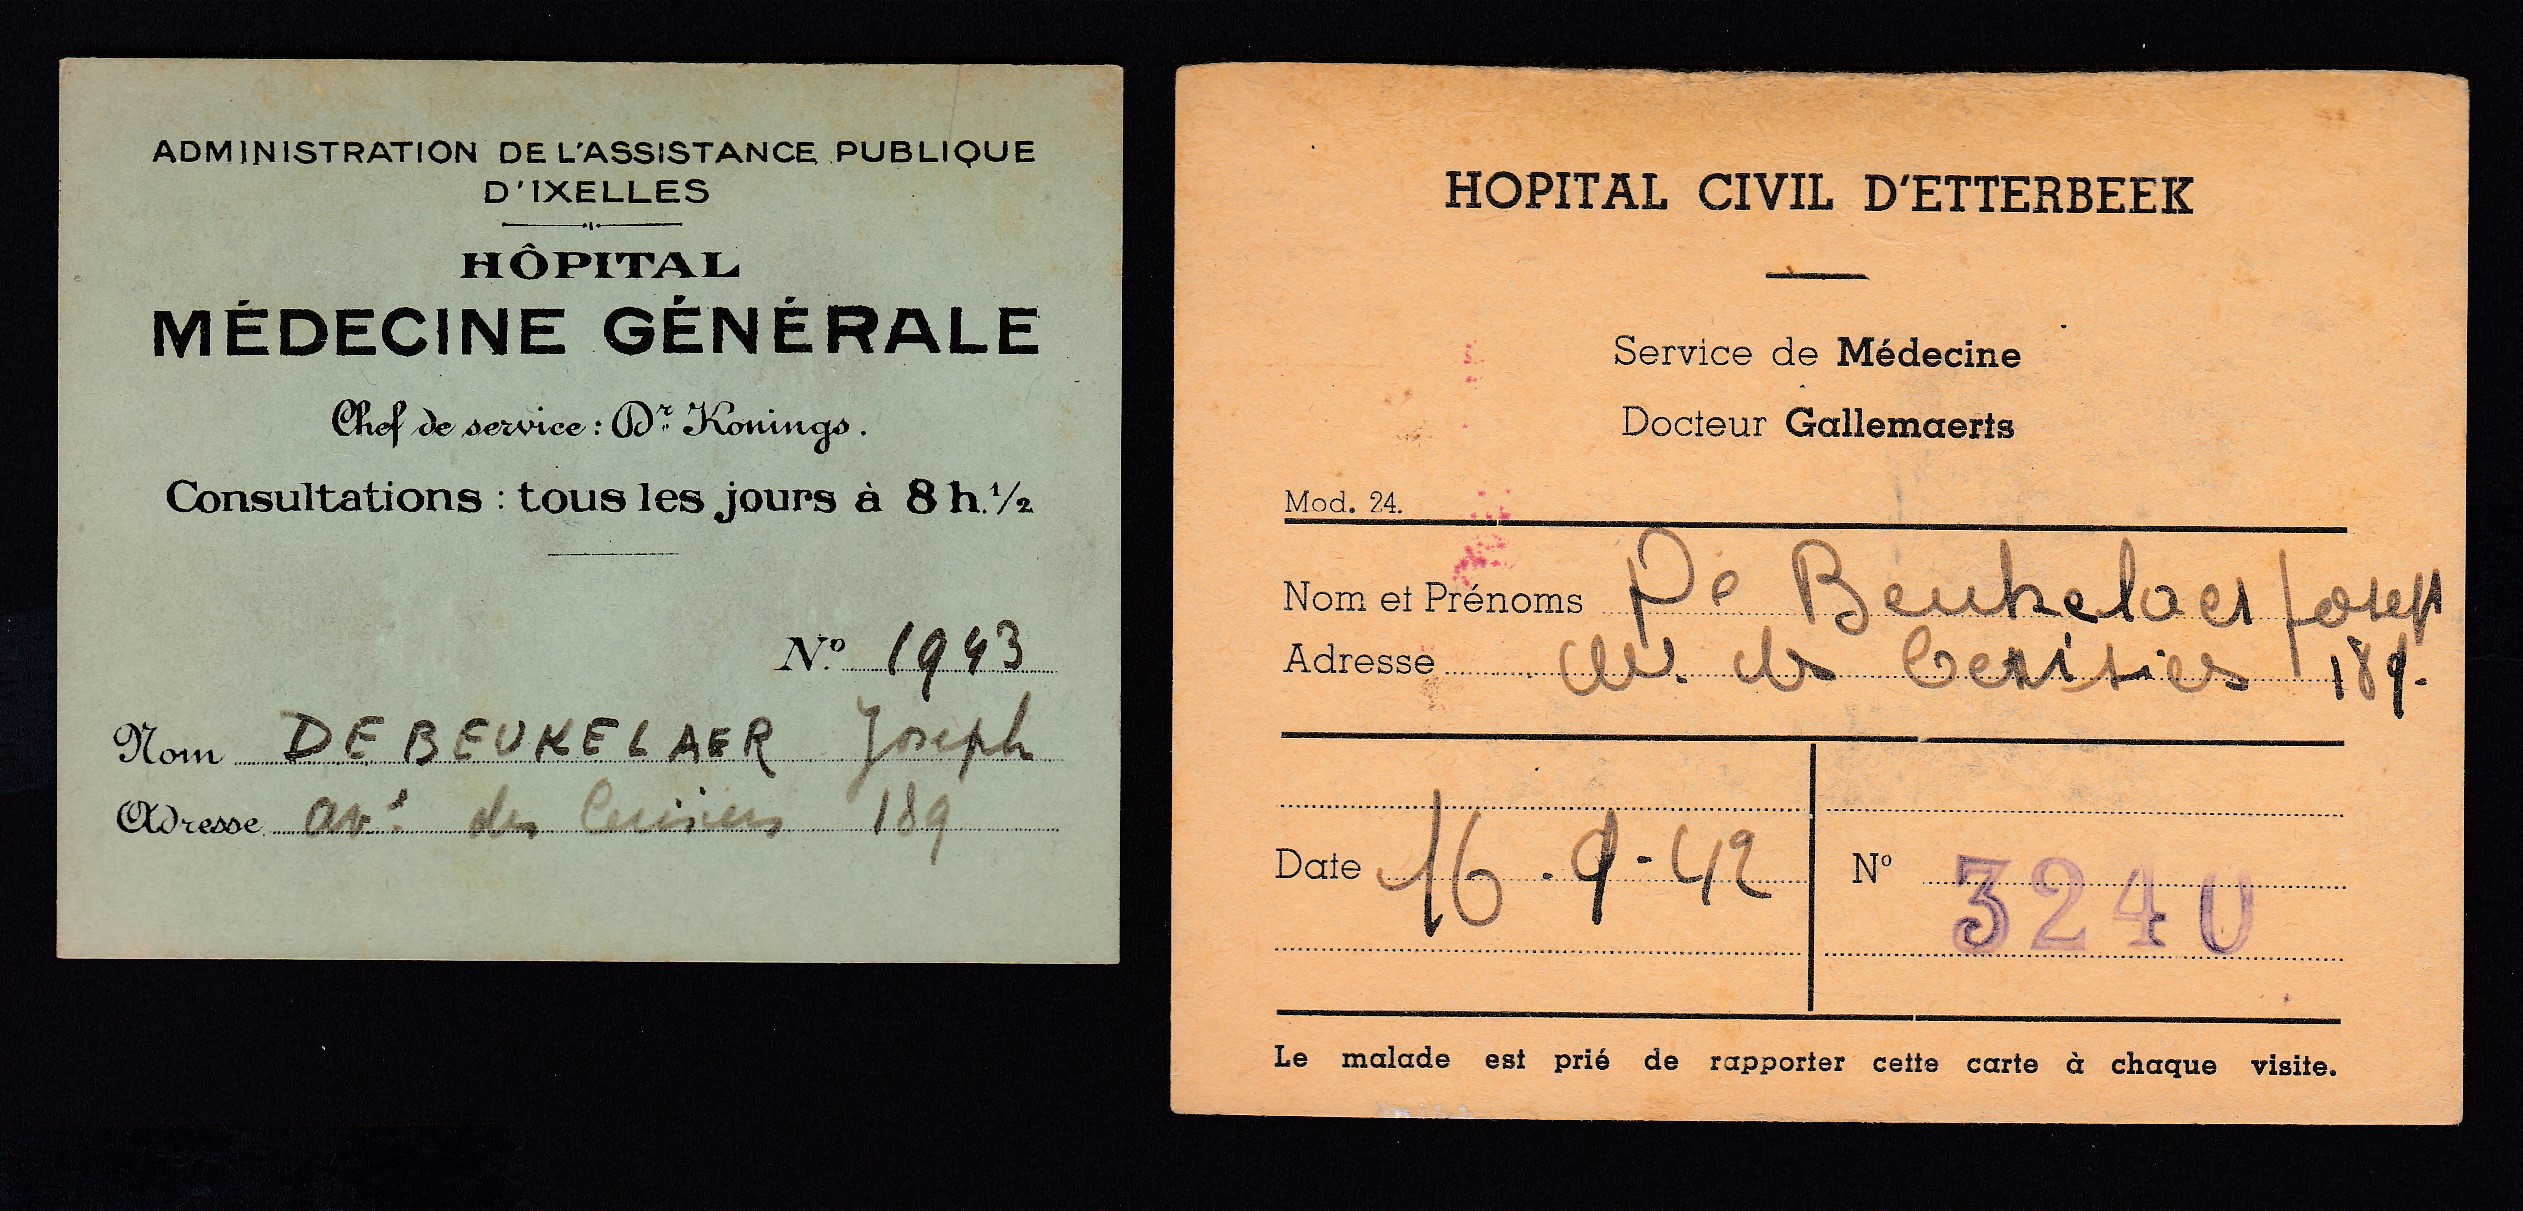 ADMINISTRATION DE L'ASSISTANCE PUBLIQUE
D'IXELLES
HÔPITAL
MÉDECINE GÉNÉRALE
Chef de service : Dr. Konings.
Consultations : tous les jours à 8 h. 1/2
N.º 1943
Nom DE BEUKELAER Joseph
Adresse av. des Cerisiers 189
HOPITAL CIVIL D'ETTERBEEK
Service de Médecine
Docteur Gallemaerts
Mod. 24.
Nom et Prénoms De Beukelaer Joseph
Adresse av. des Cerisiers 189.
Date 16 - 9 - 42
Nº 3240
Le malade est prié de rapporter cette carte à chaque visite.